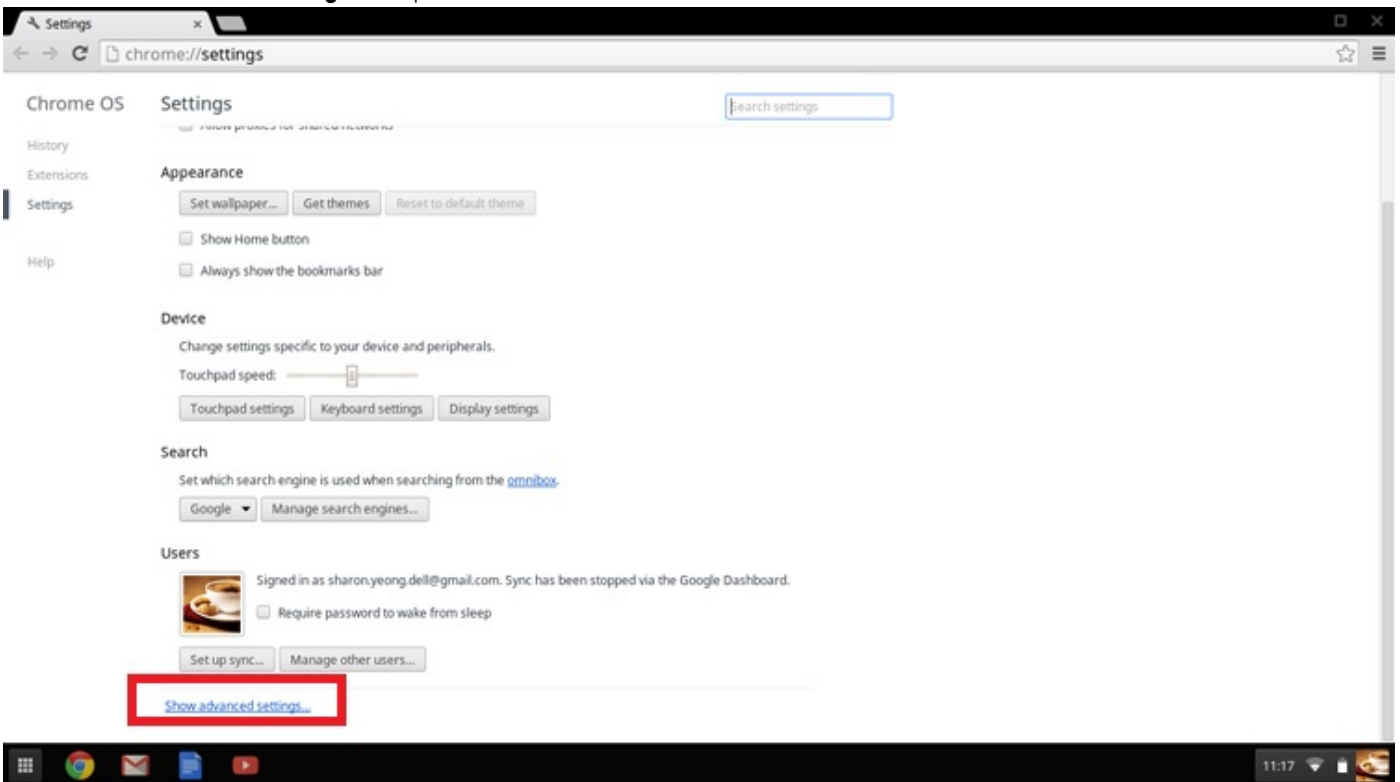 Settings
chrome://settings
Chrome OS
Settings
Search settings
Allow proxies for shared networks
History
Extensions
Settings
Help
Appearance
Set wallpaper... Get themes Reset to default theme
Show Home button
Always show the bookmarks bar
Device
Change settings specific to your device and peripherals.
Touchpad speed:
Touchpad settings Keyboard settings Display settings
Search
Set which search engine is used when searching from the omnibox.
Google Manage search engines...
Users
Signed in as sharon.yeong.dell@gmail.com. Sync has been stopped via the Google Dashboard.
Require password to wake from sleep
Set up sync... Manage other users...
Show advanced settings...
11:17